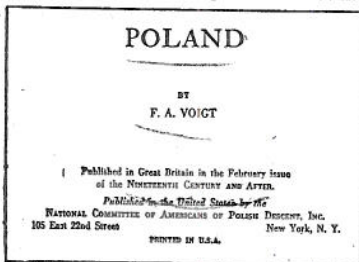 POLAND
BY
F. A. VOIGT
Published in Great Britain in the February issue
of the NINETEENTH CENTURY AND AFTER.
Published in the United States by the
NATIONAL COMMITTEE OF AMERICANS OF POLISH DESCENT, INC.
105 East 22nd Street New York, N. Y.
PRINTED IN U.S.A.